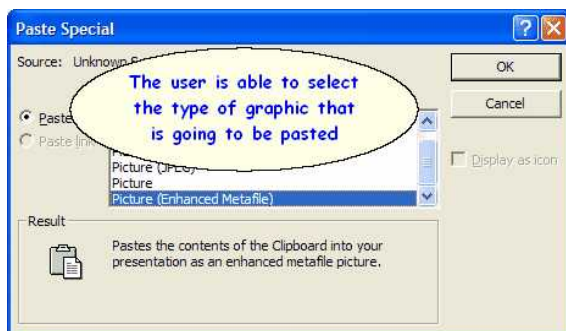 Paste Special
Source: Unknown
The user is able to select
the type of graphic that
is going to be pasted
OK
Cancel
Paste
Paste link
Display as icon
Picture (JPEG)
Picture
Picture (Enhanced Metafile)
Result
Pastes the contents of the Clipboard into your
presentation as an enhanced metafile picture.